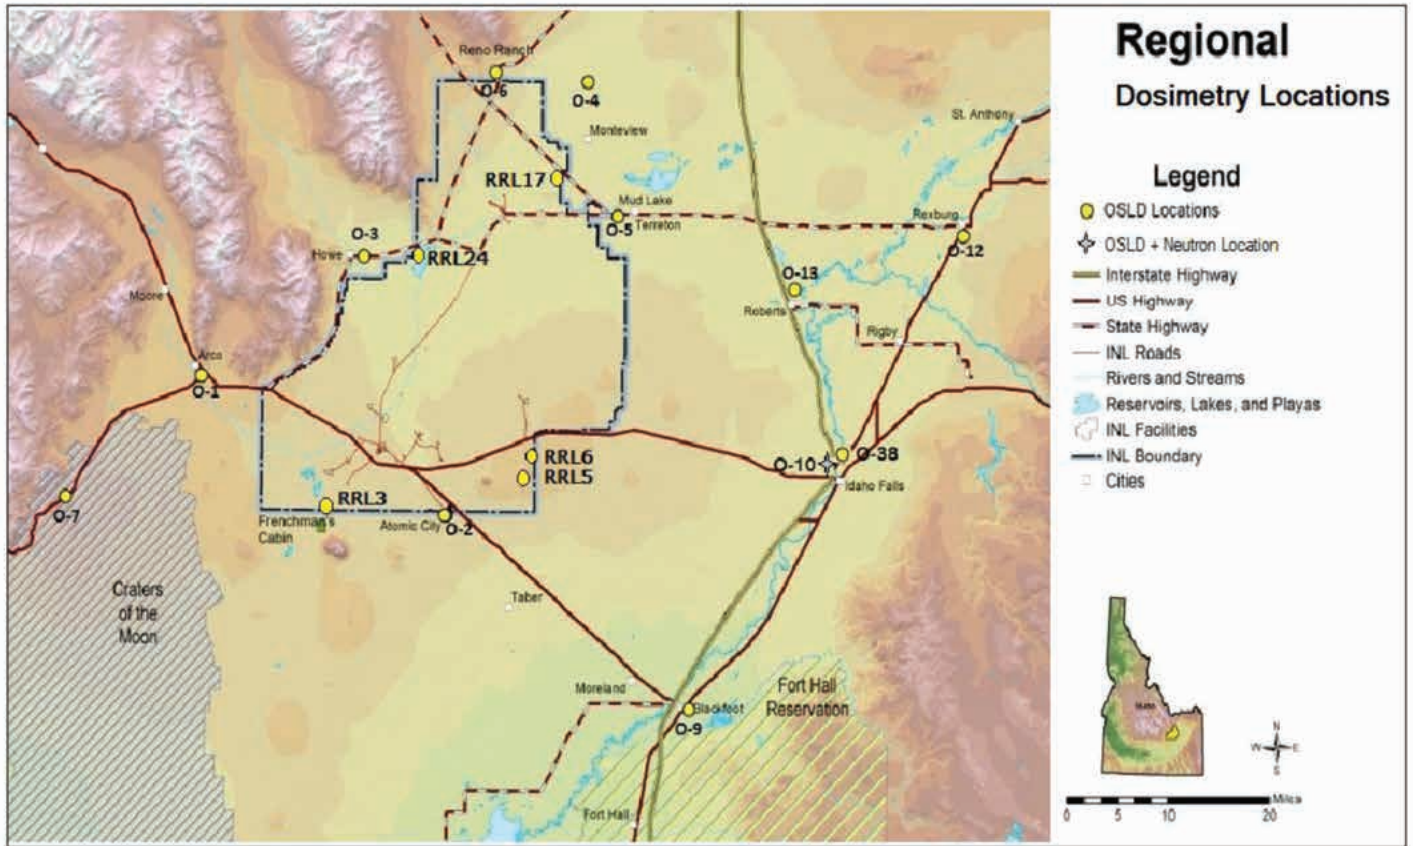 Regional
Dosimetry Locations
Legend
OSLD Locations
OSLD + Neutron Location
Interstate Highway
US Highway
State Highway
INL Roads
Rivers and Streams
Reservoirs, Lakes, and Playas
INL Facilities
INL Boundary
Cities
Reno Ranch
O-6
O-4
Monteview
St. Anthony
RRL17
Mud Lake
O-5
Terreton
Rexburg
O-12
O-3
Howe
RRL24
O-13
Moore
Roberts
Rigby
Arco
O-1
RRL6
RRL5
O-10
O-38
Idaho Falls
O-7
RRL3
Frenchman's
Cabin
Atomic City
O-2
Craters
of the
Moon
Taber
Moreland
Fort Hall
Reservation
Blackfoot
O-9
Fort Hall
N
W
E
S
Miles
0
5
10
20